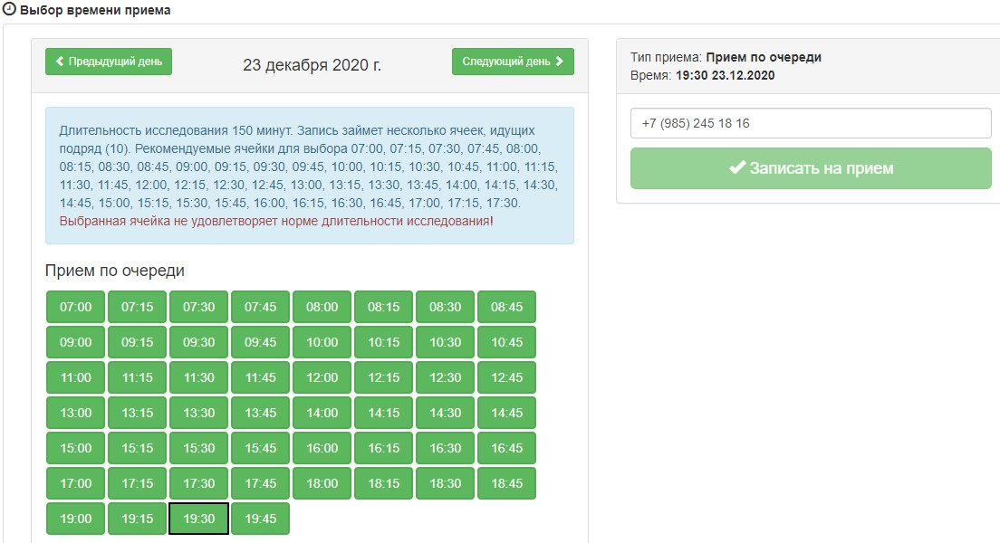 Выбор времени приема
Предыдущий день
23 декабря 2020 г.
Следующий день
Длительность исследования 150 минут. Запись займет несколько ячеек, идущих
подряд (10). Рекомендуемые ячейки для выбора 07:00, 07:15, 07:30, 07:45, 08:00,
08:15, 08:30, 08:45, 09:00, 09:15, 09:30, 09:45, 10:00, 10:15, 10:30, 10:45, 11:00, 11:15,
11:30, 11:45, 12:00, 12:15, 12:30, 12:45, 13:00, 13:15, 13:30, 13:45, 14:00, 14:15, 14:30,
14:45, 15:00, 15:15, 15:30, 15:45, 16:00, 16:15, 16:30, 16:45, 17:00, 17:15, 17:30.
Выбранная ячейка не удовлетворяет норме длительности исследования!
Прием по очереди
07:00 07:15 07:30 07:45 08:00 08:15 08:30 08:45
09:00 09:15 09:30 09:45 10:00 10:15 10:30 10:45
11:00 11:15 11:30 11:45 12:00 12:15 12:30 12:45
13:00 13:15 13:30 13:45 14:00 14:15 14:30 14:45
15:00 15:15 15:30 15:45 16:00 16:15 16:30 16:45
17:00 17:15 17:30 17:45 18:00 18:15 18:30 18:45
19:00 19:15 19:30 19:45
Тип приема: Прием по очереди
Время: 19:30 23.12.2020
+7 (985) 245 18 16
Записать на прием